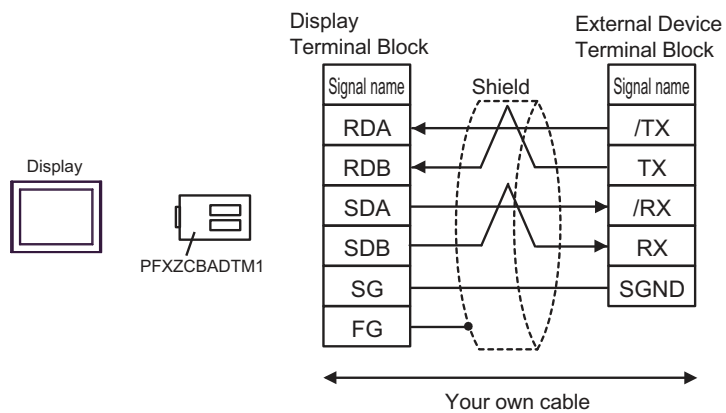 Display
Terminal Block
External Device
Terminal Block
Signal name
Shield
Signal name
RDA
/TX
RDB
TX
Display
SDA
/RX
SDB
RX
PFXZCBADTM1
SG
SGND
FG
Your own cable